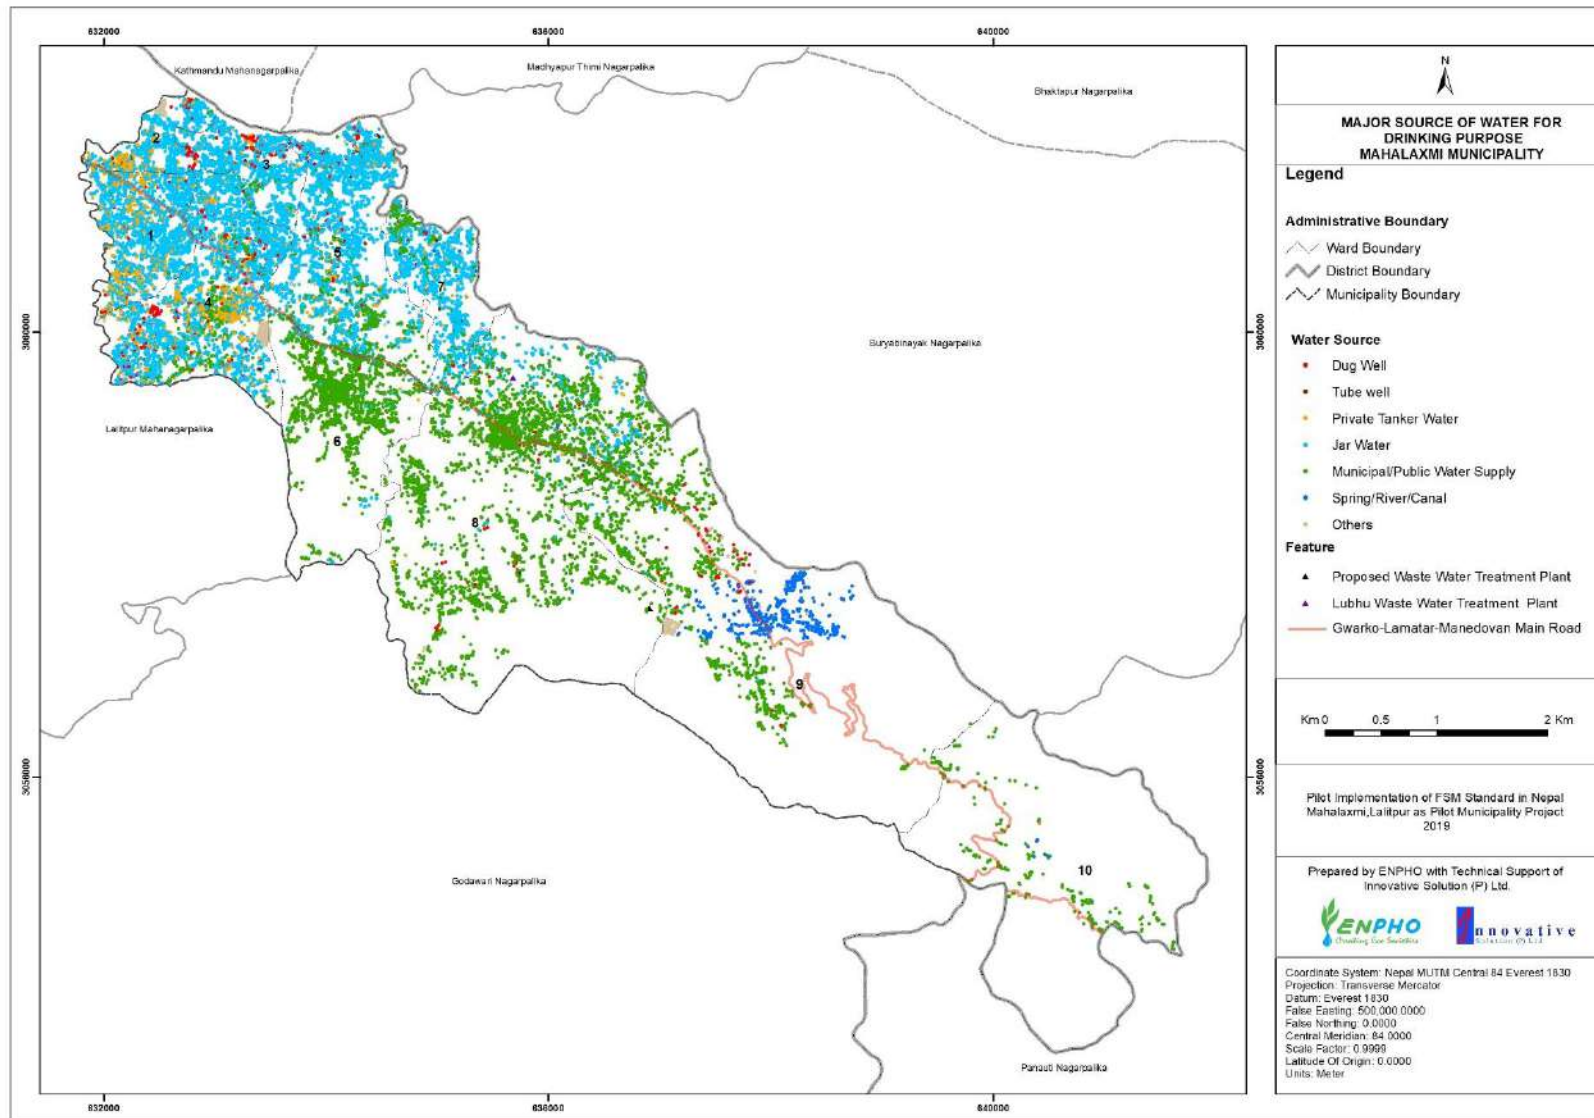 632000
636000
640000
Kathmandu Mahanagarpalika
Madhyapur Thimi Nagarpalika
Bhaktapur Nagarpalika
2
3
1
5
7
4
3060000
3060000
Suryabinayak Nagarpalika
Lalitpur Mahanagarpalika
6
8
9
3056000
3056000
10
Godawari Nagarpalika
Panauti Nagarpalika
632000
636000
640000
N
MAJOR SOURCE OF WATER FOR
DRINKING PURPOSE
MAHALAXMI MUNICIPALITY
Legend
Administrative Boundary
Ward Boundary
District Boundary
Municipality Boundary
Water Source
Dug Well
Tube well
Private Tanker Water
Jar Water
Municipal/Public Water Supply
Spring/River/Canal
Others
Feature
Proposed Waste Water Treatment Plant
Lubhu Waste Water Treatment Plant
Gwarko-Lamatar-Manedovan Main Road
Km 0 0.5 1 2 Km
Pilot Implementation of FSM Standard in Nepal
Mahalaxmi,Lalitpur as Pilot Municipality Project
2019
Prepared by ENPHO with Technical Support of
Innovative Solution (P) Ltd.
ENPHO
Innovative
Solution (P) Ltd
Coordinate System: Nepal MUTM Central 84 Everest 1830
Projection: Transverse Mercator
Datum: Everest 1830
False Easting: 500,000.0000
False Northing: 0.0000
Central Meridian: 84.0000
Scale Factor: 0.9999
Latitude Of Origin: 0.0000
Units: Meter